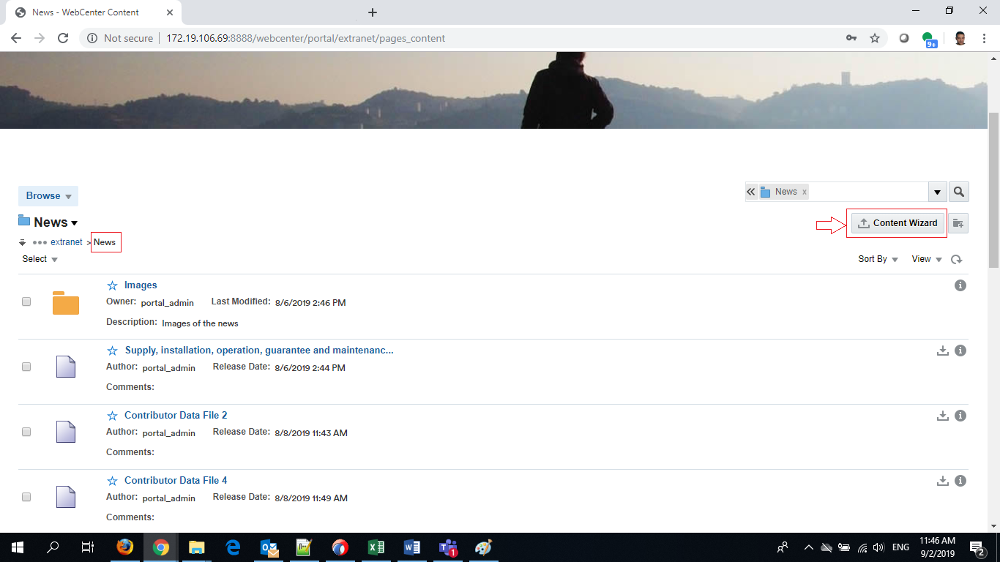 News - WebCenter Content
Not secure 172.19.106.69:8888/webcenter/portal/extranet/pages_content
9+
Browse
News x
News
Content Wizard
extranet > News
Select
Sort By View
Images
Owner: portal_admin Last Modified: 8/6/2019 2:46 PM
Description: Images of the news
Supply, installation, operation, guarantee and maintenanc...
Author: portal_admin Release Date: 8/6/2019 2:44 PM
Comments:
Contributor Data File 2
Author: portal_admin Release Date: 8/8/2019 11:43 AM
Comments:
Contributor Data File 4
Author: portal_admin Release Date: 8/8/2019 11:49 AM
Comments:
1
ENG
11:46 AM
9/2/2019
2